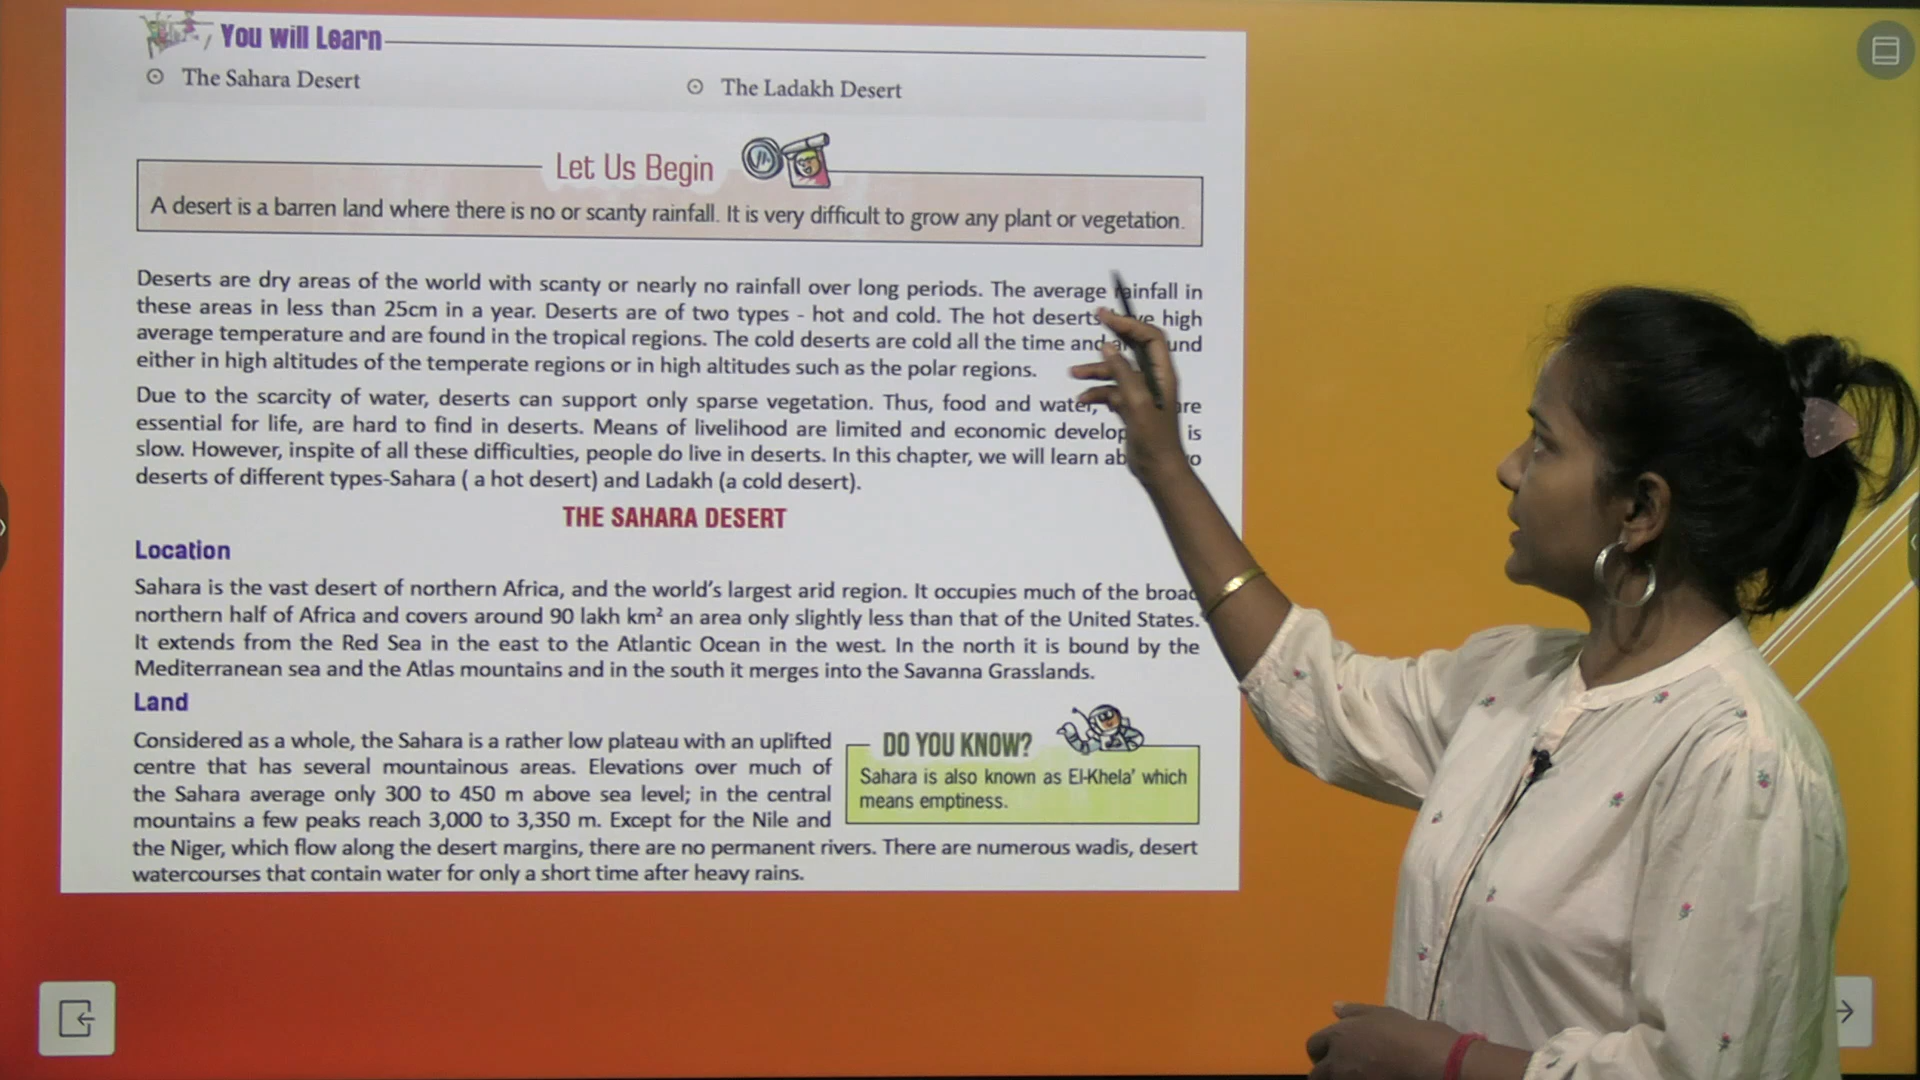 You will Learn
The Sahara Desert
The Ladakh Desert
Let Us Begin
A desert is a barren land where there is no or scanty rainfall. It is very difficult to grow any plant or vegetation.
Deserts are dry areas of the world with scanty or nearly no rainfall over long periods. The average rainfall in
these areas in less than 25cm in a year. Deserts are of two types - hot and cold. The hot deserts high
average temperature and are found in the tropical regions. The cold deserts are cold all the time and
either in high altitudes of the temperate regions or in high altitudes such as the polar regions.
Due to the scarcity of water, deserts can support only sparse vegetation. Thus, food and water, are
essential for life, are hard to find in deserts. Means of livelihood are limited and economic is
slow. However, inspite of all these difficulties, people do live in deserts. In this chapter, we will learn
deserts of different types-Sahara ( a hot desert) and Ladakh (a cold desert).
THE SAHARA DESERT
Location
Sahara is the vast desert of northern Africa, and the world's largest arid region. It occupies much of the broad
northern half of Africa and covers around 90 lakh km² an area only slightly less than that of the United States.
It extends from the Red Sea in the east to the Atlantic Ocean in the west. In the north it is bound by the
Mediterranean sea and the Atlas mountains and in the south it merges into the Savanna Grasslands.
Land
Considered as a whole, the Sahara is a rather low plateau with an uplifted
centre that has several mountainous areas. Elevations over much of
the Sahara average only 300 to 450 m above sea level; in the central
mountains a few peaks reach 3,000 to 3,350 m. Except for the Nile and
the Niger, which flow along the desert margins, there are no permanent rivers. There are numerous wadis, desert
watercourses that contain water for only a short time after heavy rains.
DO YOU KNOW?
Sahara is also known as El-Khela' which
means emptiness.